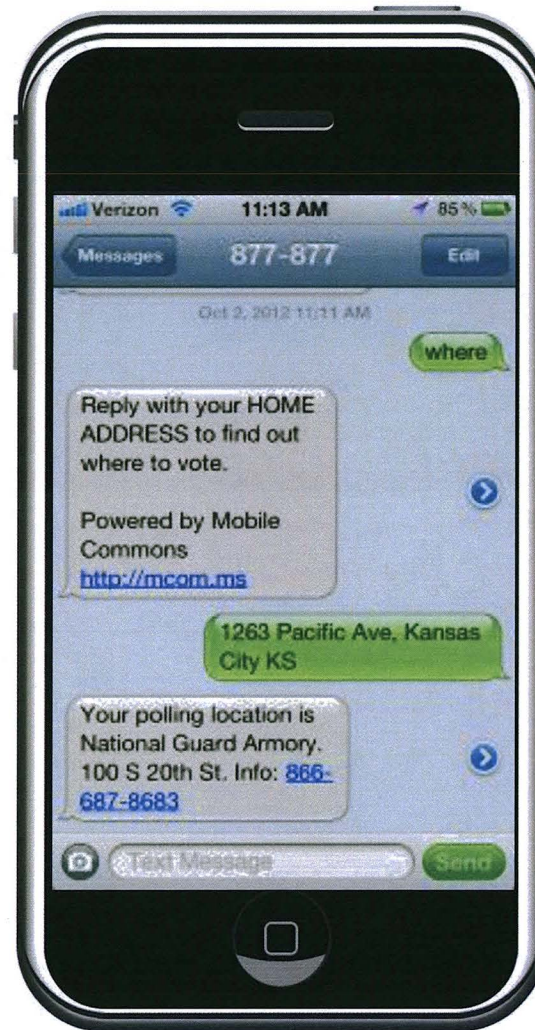 Verizon 11:13 AM 85%
Messages 877-877 Edit
Oct 2, 2012 11:11 AM
where
Reply with your HOME
ADDRESS to find out
where to vote.
Powered by Mobile
Commons
http://mcom.ms
1263 Pacific Ave, Kansas
City KS
Your polling location is
National Guard Armory.
100 S 20th St. Info: 866-
687-8683
Text Message Send